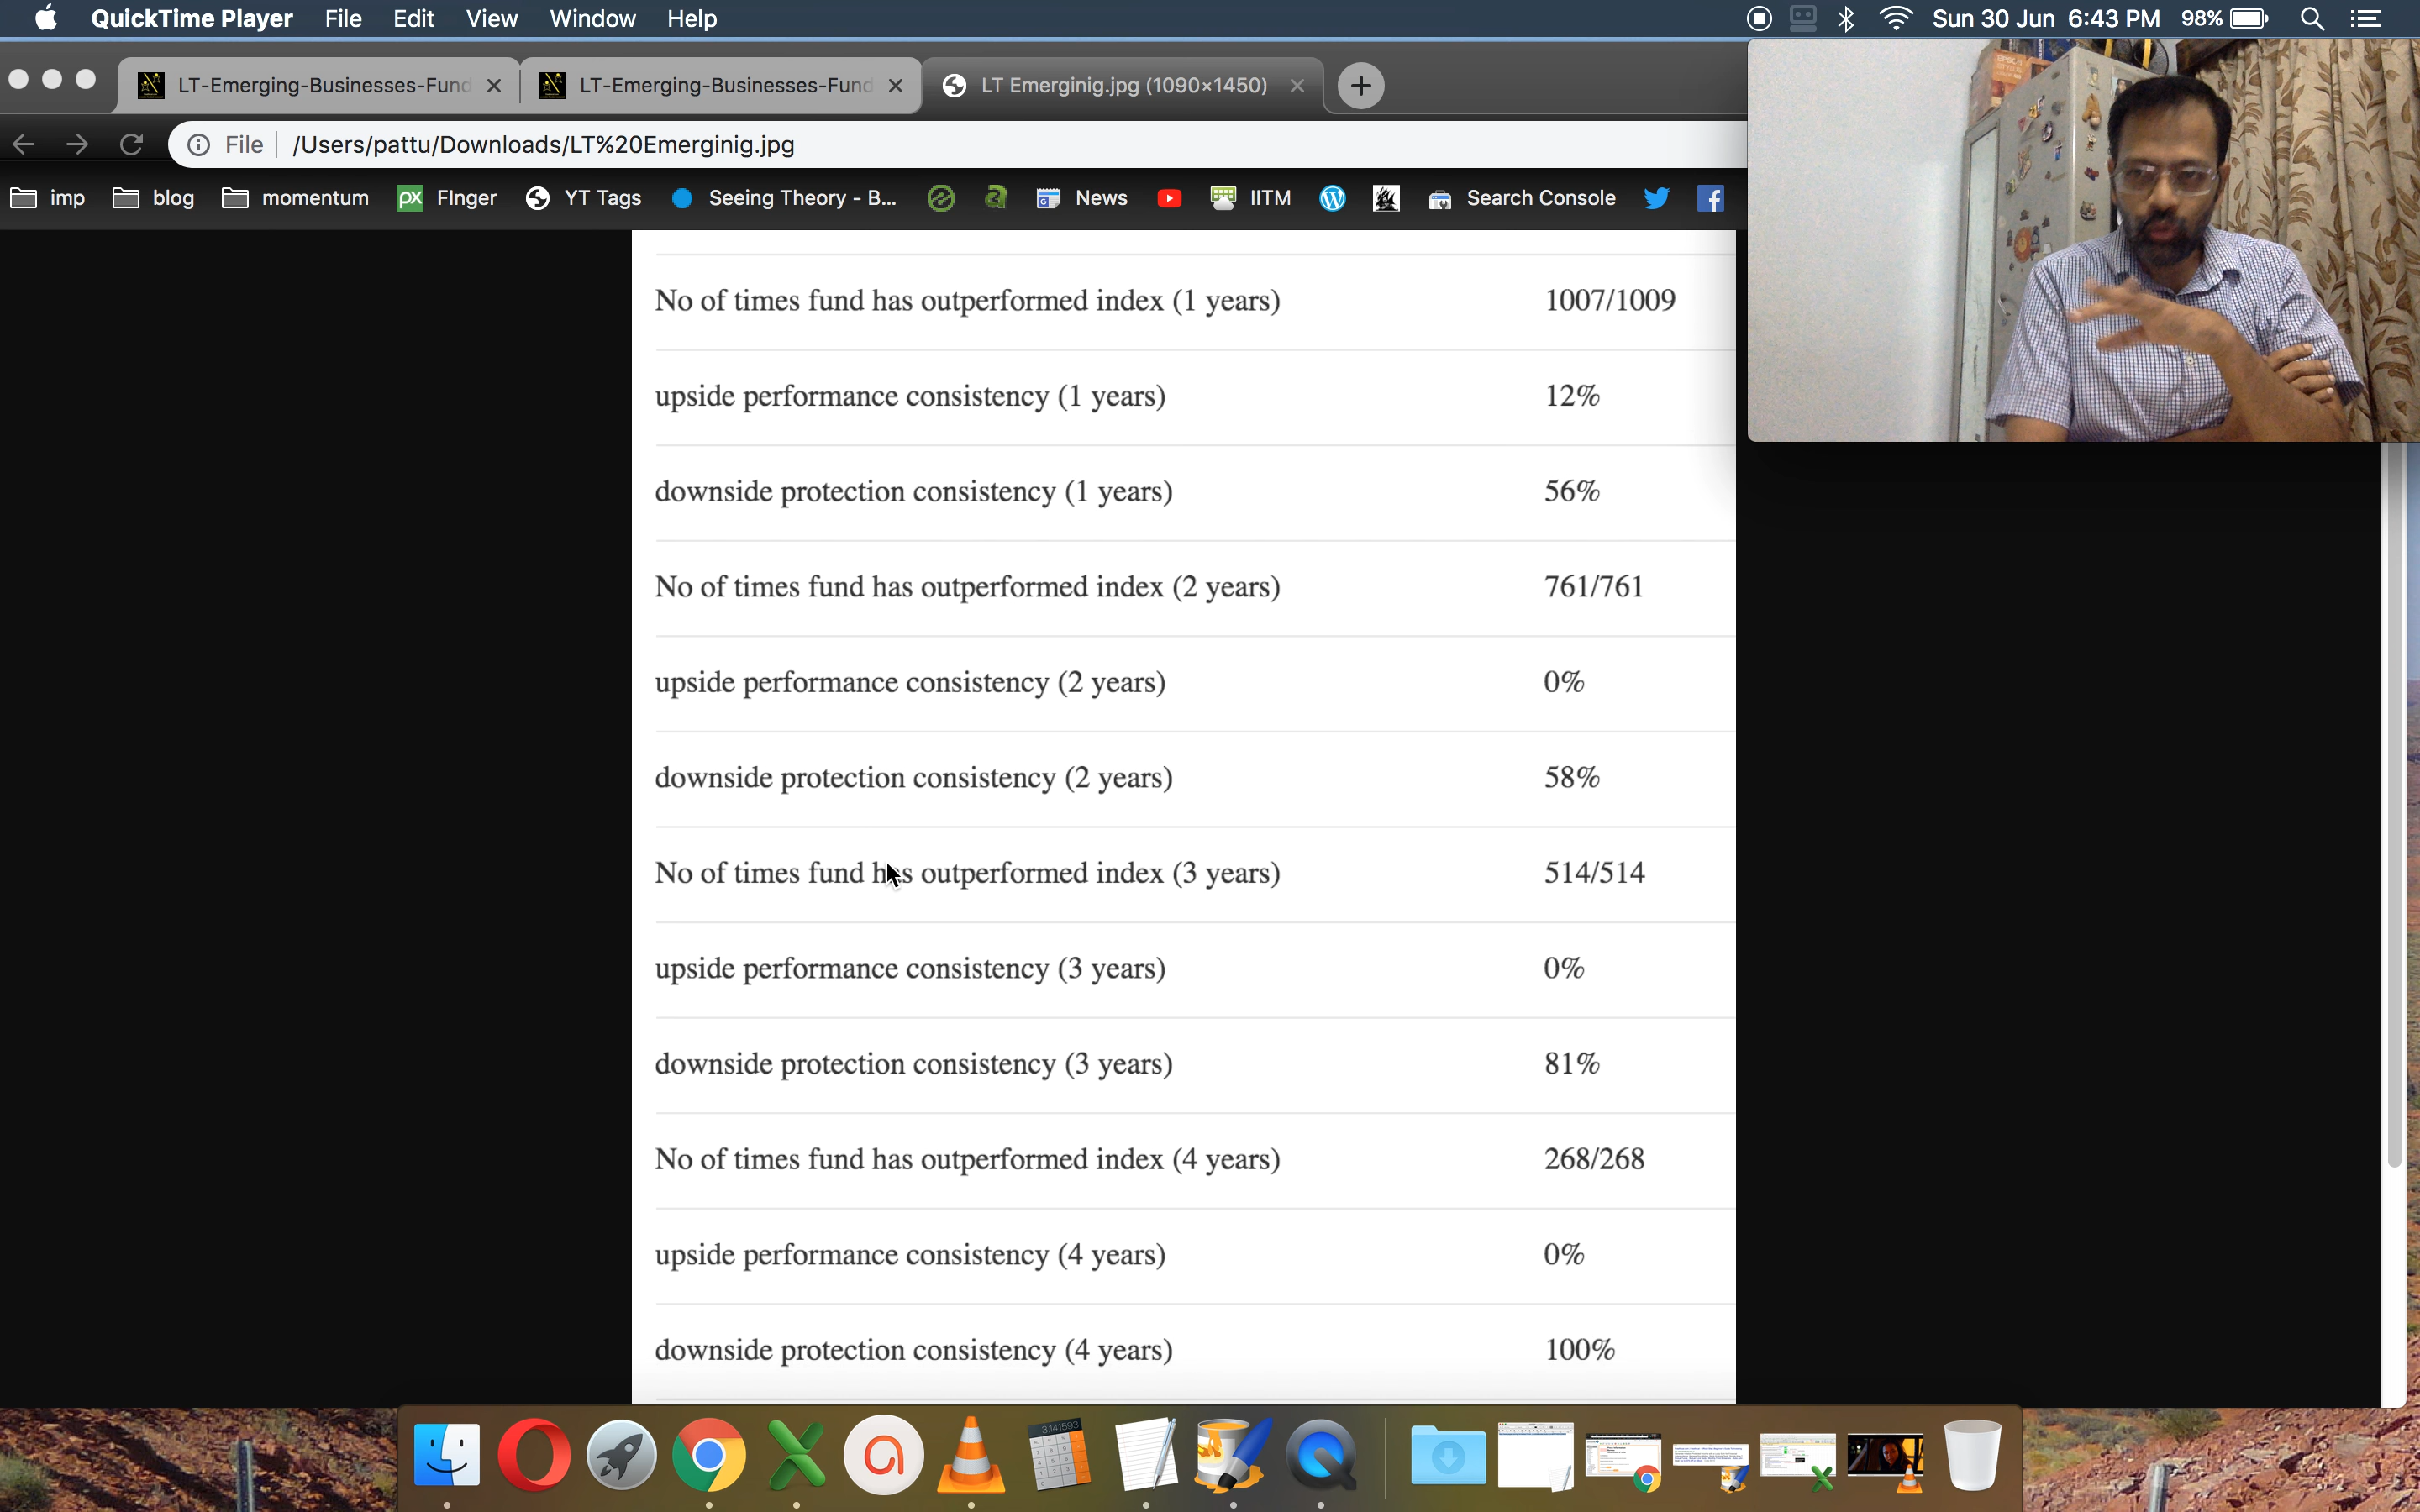 QuickTime Player File Edit View Window Help Sun 30 Jun 6:43 PM 98%
LT-Emerging-Businesses-Fund LT-Emerging-Businesses-Fund LT Emerginig.jpg (1090×1450)
File /Users/pattu/Downloads/LT%20Emerginig.jpg
imp blog momentum px FInger YT Tags Seeing Theory - B... News IITM Search Console
No of times fund has outperformed index (1 years) 1007/1009
upside performance consistency (1 years) 12%
downside protection consistency (1 years) 56%
No of times fund has outperformed index (2 years) 761/761
upside performance consistency (2 years) 0%
downside protection consistency (2 years) 58%
No of times fund has outperformed index (3 years) 514/514
upside performance consistency (3 years) 0%
downside protection consistency (3 years) 81%
No of times fund has outperformed index (4 years) 268/268
upside performance consistency (4 years) 0%
downside protection consistency (4 years) 100%
3.141593